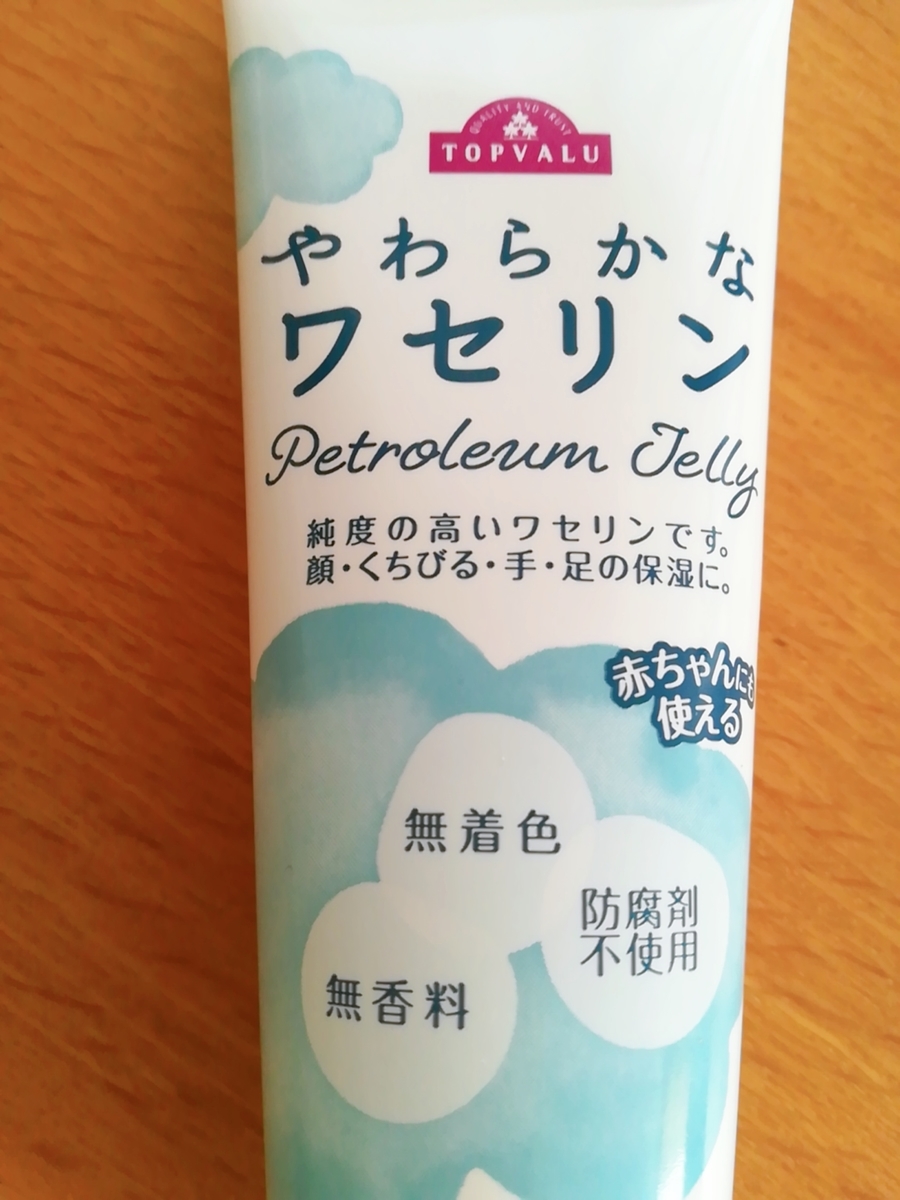 QUALITY AND TRUST
TOPVALU
やわらかな
ワセリン
Petroleum Jelly
純度の高いワセリンです。
顔・くちびる・手・足の保湿に。
赤ちゃんにも
使える
無着色
防腐剤
不使用
無香料